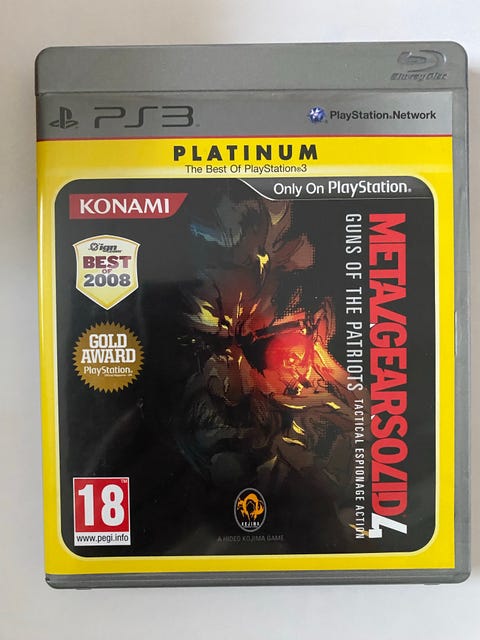 Blu-ray Disc
PS3
PlayStation®Network
PLATINUM
The Best Of PlayStation®3
Only On PlayStation®
KONAMI
ign
BEST
OF
2008
GOLD
AWARD
PlayStation
METAL GEAR SOLID 4
GUNS OF THE PATRIOTS TACTICAL ESPIONAGE ACTION
18
www.pegi.info
KOJIMA
A HIDEO KOJIMA GAME